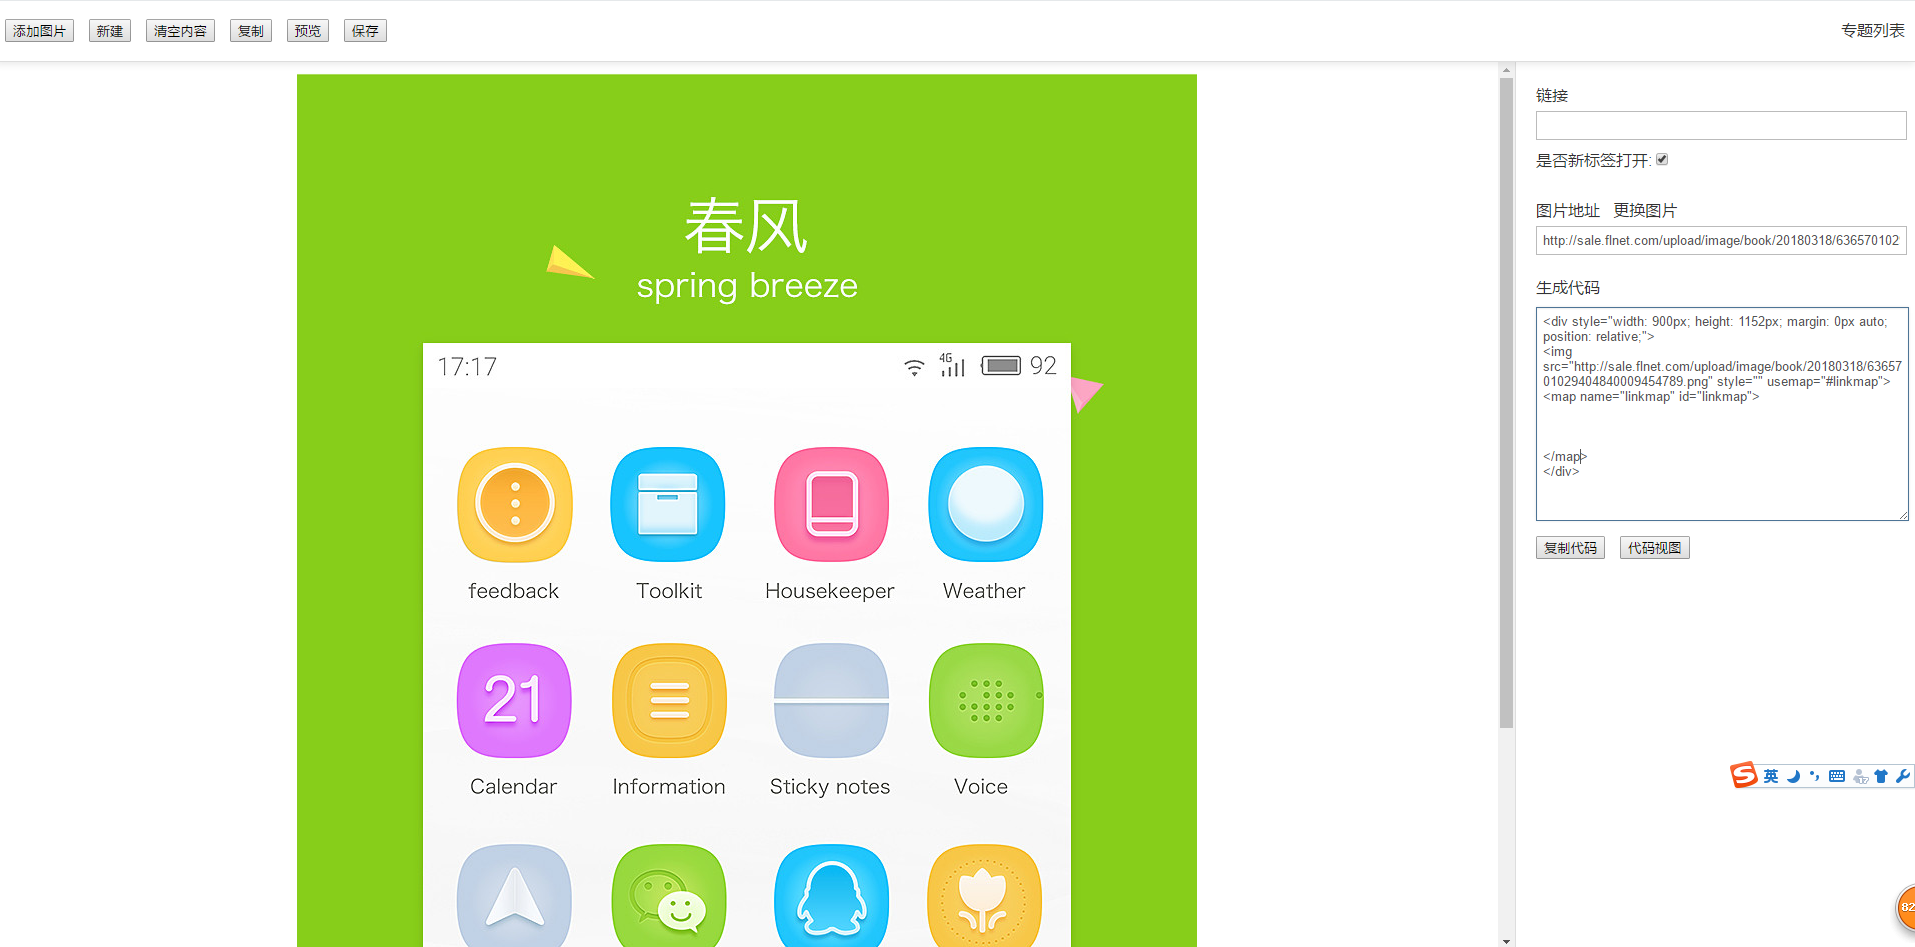 添加图片 新建 清空内容 复制 预览 保存 专题列表
春风
spring breeze
17:17 4G 92
feedback Toolkit Housekeeper Weather
21
Calendar Information Sticky notes Voice
链接
是否新标签打开:
图片地址 更换图片
http://sale.flnet.com/upload/image/book/20180318/636570102
生成代码
<div style="width: 900px; height: 1152px; margin: 0px auto;
position: relative;">
<img
src="http://sale.flnet.com/upload/image/book/20180318/63657
01029404840009454789.png" style="" usemap="#linkmap">
<map name="linkmap" id="linkmap">
</map>
</div>
复制代码 代码视图
英
82